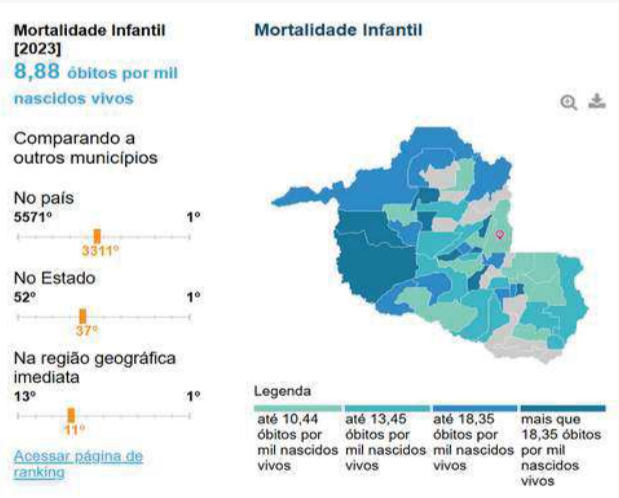 Mortalidade Infantil
[2023]
8,88 óbitos por mil
nascidos vivos
Comparando a
outros municípios
No país
5571º 1º
3311º
No Estado
52º 1º
37º
Na região geográfica
imediata
13º 1º
11º
Acessar página de
ranking
Mortalidade Infantil
Legenda
até 10,44
óbitos por
mil nascidos
vivos
até 13,45
óbitos por
mil nascidos
vivos
até 18,35
óbitos por
mil nascidos
vivos
mais que
18,35 óbitos
por mil
nascidos
vivos